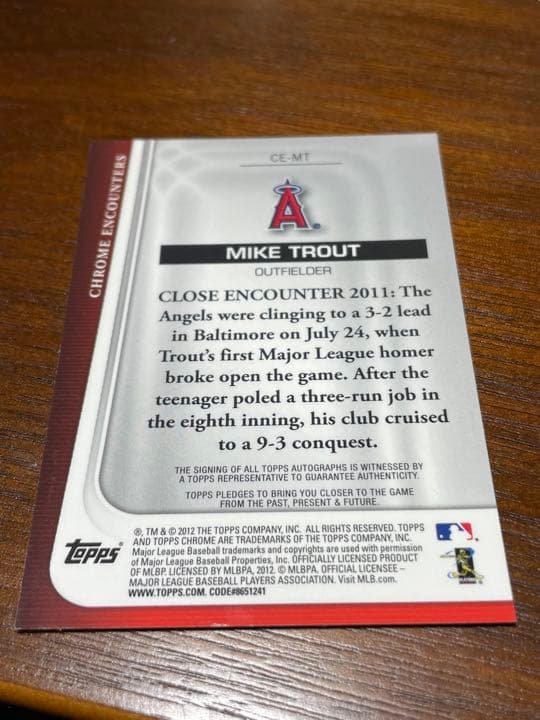 CE-MT
A
CHROME ENCOUNTERS
MIKE TROUT
OUTFIELDER
CLOSE ENCOUNTER 2011: The
Angels were clinging to a 3-2 lead
in Baltimore on July 24, when
Trout's first Major League homer
broke open the game. After the
teenager poled a three-run job in
the eighth inning, his club cruised
to a 9-3 conquest.
THE SIGNING OF ALL TOPPS AUTOGRAPHS IS WITNESSED BY
A TOPPS REPRESENTATIVE TO GUARANTEE AUTHENTICITY.
TOPPS PLEDGES TO BRING YOU CLOSER TO THE GAME
FROM THE PAST, PRESENT & FUTURE.
®, TM & © 2012 THE TOPPS COMPANY, INC. ALL RIGHTS RESERVED. TOPPS
AND TOPPS CHROME ARE TRADEMARKS OF THE TOPPS COMPANY, INC.
Major League Baseball trademarks and copyrights are used with permission
of Major League Baseball Properties, Inc. OFFICIALLY LICENSED PRODUCT
OF MLBP. LICENSED BY MLBPA, 2012. © MLBPA. OFFICIAL LICENSEE –
MAJOR LEAGUE BASEBALL PLAYERS ASSOCIATION. Visit MLB.com.
WWW.TOPPS.COM. CODE#8651241
topps®